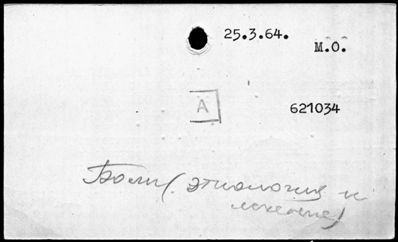 25.3.64.
М.О.
А
621034
Боли (этиология и
лечение)